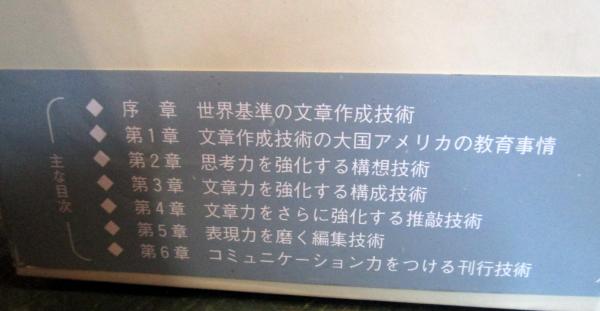 主な目次
◆ 序 章 世界基準の文章作成技術
◆ 第1章 文章作成技術の大国アメリカの教育事情
◆ 第2章 思考力を強化する構想技術
◆ 第3章 文章力を強化する構成技術
◆ 第4章 文章力をさらに強化する推敲技術
◆ 第5章 表現力を磨く編集技術
◆ 第6章 コミュニケーション力をつける刊行技術